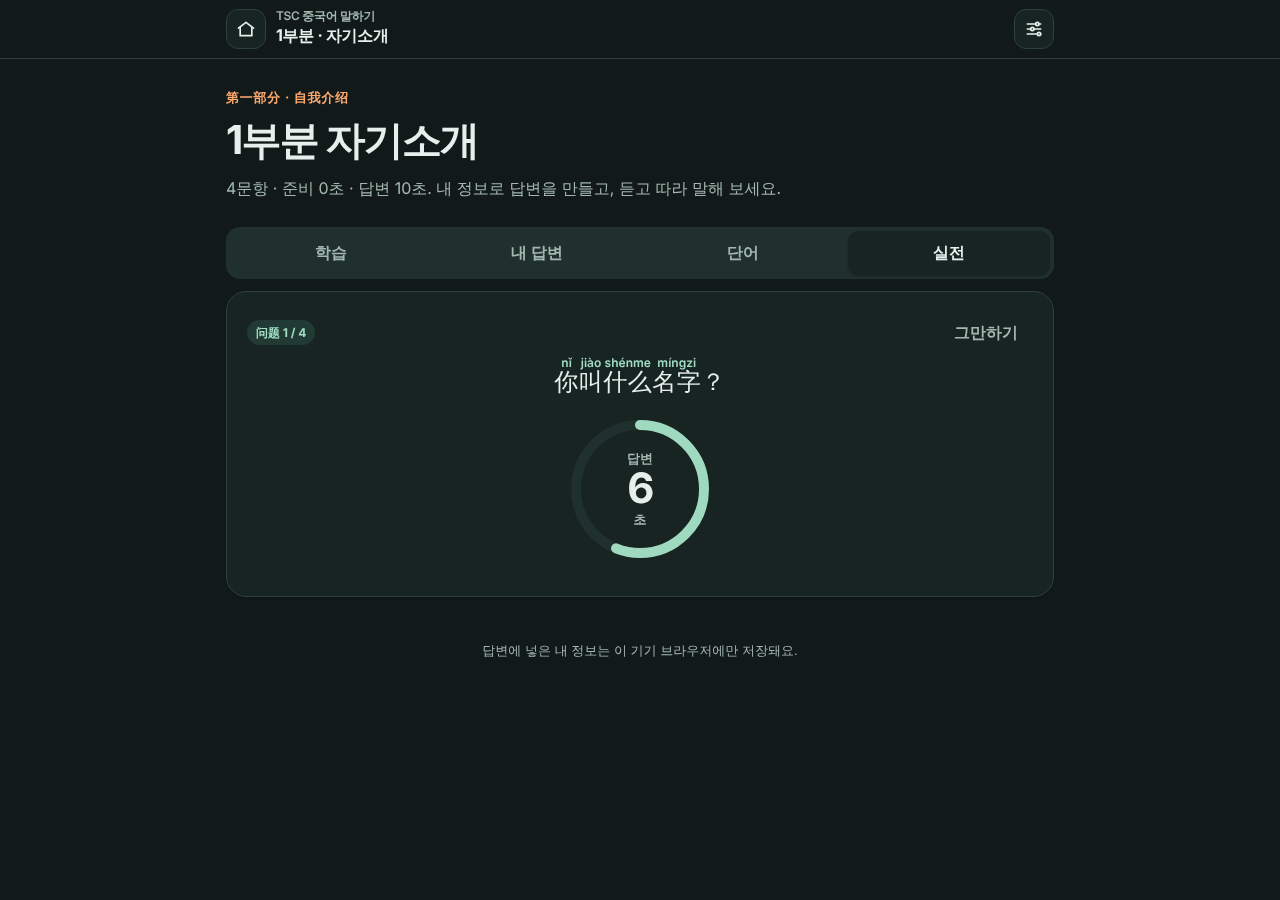 TSC 중국어 말하기
1부분 · 자기소개
第一部分 · 自我介绍
1부분 자기소개
4문항 · 준비 0초 · 답변 10초. 내 정보로 답변을 만들고, 듣고 따라 말해 보세요.
학습 내 답변 단어 실전
问题 1 / 4 그만하기
nǐ jiào shénme míngzi
你叫什么名字？
답변
6
초
답변에 넣은 내 정보는 이 기기 브라우저에만 저장돼요.